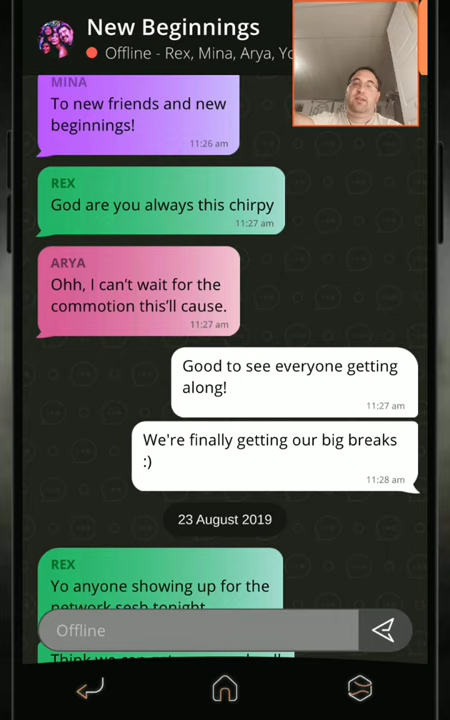 New Beginnings
Offline - Rex, Mina, Arya, Yo
MINA
To new friends and new
beginnings!
11:26 am
REX
God are you always this chirpy
11:27 am
ARYA
Ohh, I can't wait for the
commotion this'll cause.
11:27 am
Good to see everyone getting
along!
11:27 am
We're finally getting our big breaks
:)
11:28 am
23 August 2019
REX
Yo anyone showing up for the
network sesh tonight
Offline